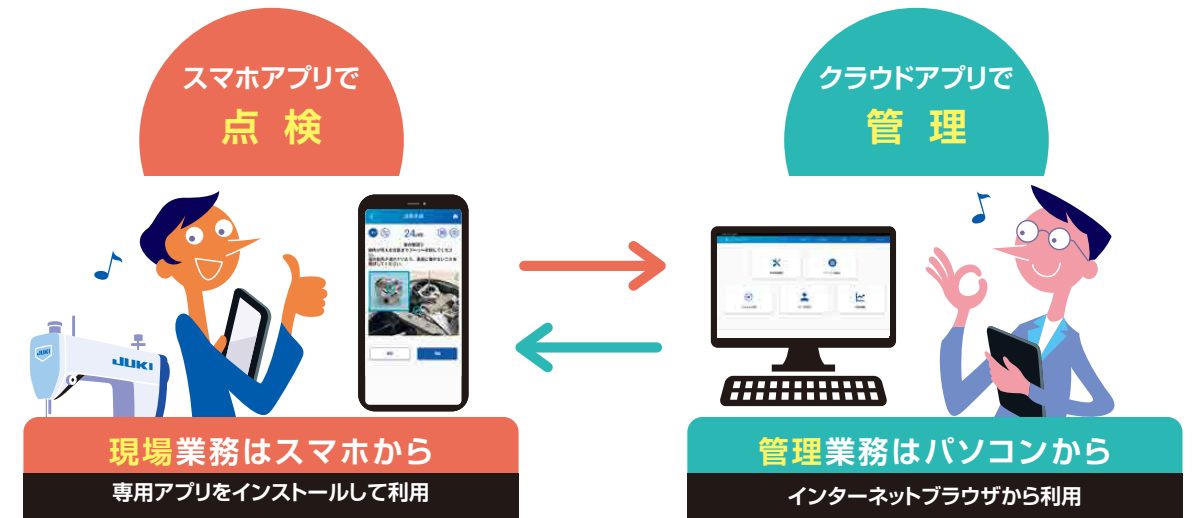 スマホアプリで
点検
クラウドアプリで
管理
24
JUKI
JUKI
現場業務はスマホから
専用アプリをインストールして利用
管理業務はパソコンから
インターネットブラウザから利用